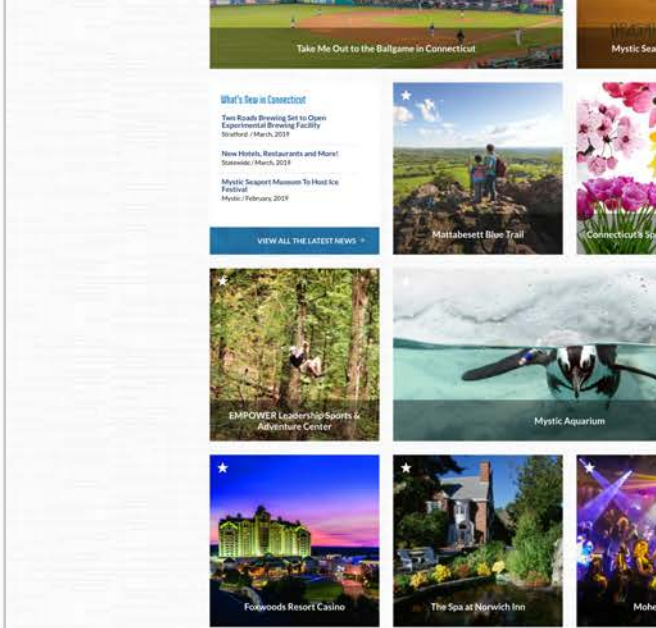 Take Me Out to the Ballgame in Connecticut
Mystic Sea
What's New in Connecticut
Two Roads Brewing Set to Open
Experimental Brewing Facility
Stratford / March, 2019
New Hotels, Restaurants and More!
Statewide / March, 2019
Mystic Seaport Museum To Host Ice
Festival
Mystic / February, 2019
VIEW ALL THE LATEST NEWS
Mattabesett Blue Trail
Connecticut's Sp
EMPOWER Leadership Sports &
Adventure Center
Mystic Aquarium
Foxwoods Resort Casino
The Spa at Norwich Inn
Mohe